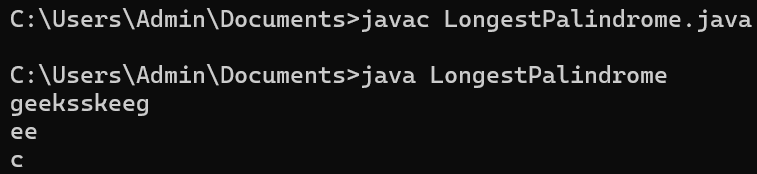 C:\Users\Admin\Documents>javac LongestPalindrome.java
C:\Users\Admin\Documents>java LongestPalindrome
geeksskeeg
ee
c